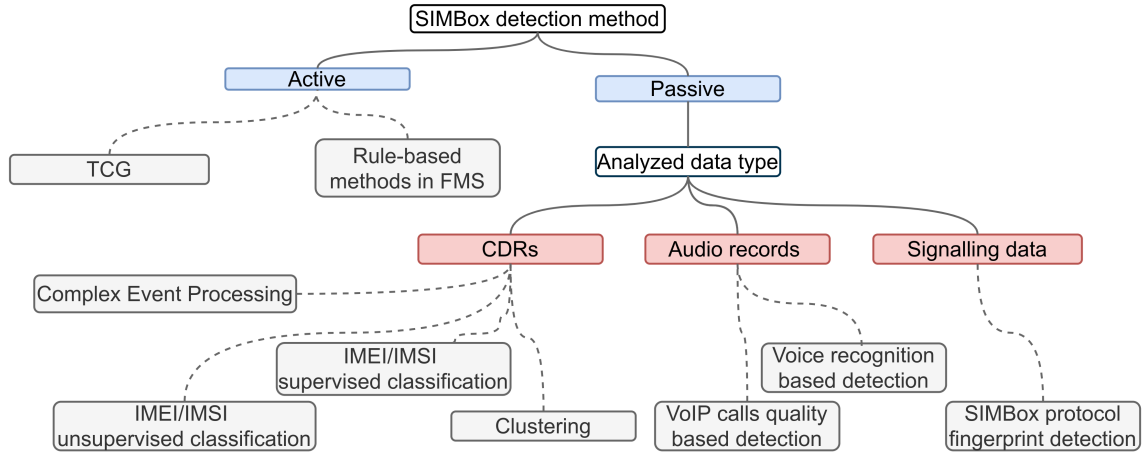 SIMBox detection method
Active
Passive
TCG
Rule-based
methods in FMS
Analyzed data type
CDRs
Audio records
Signalling data
Complex Event Processing
IMEI/IMSI
supervised classification
Voice recognition
based detection
IMEI/IMSI
unsupervised classification
Clustering
VoIP calls quality
based detection
SIMBox protocol
fingerprint detection